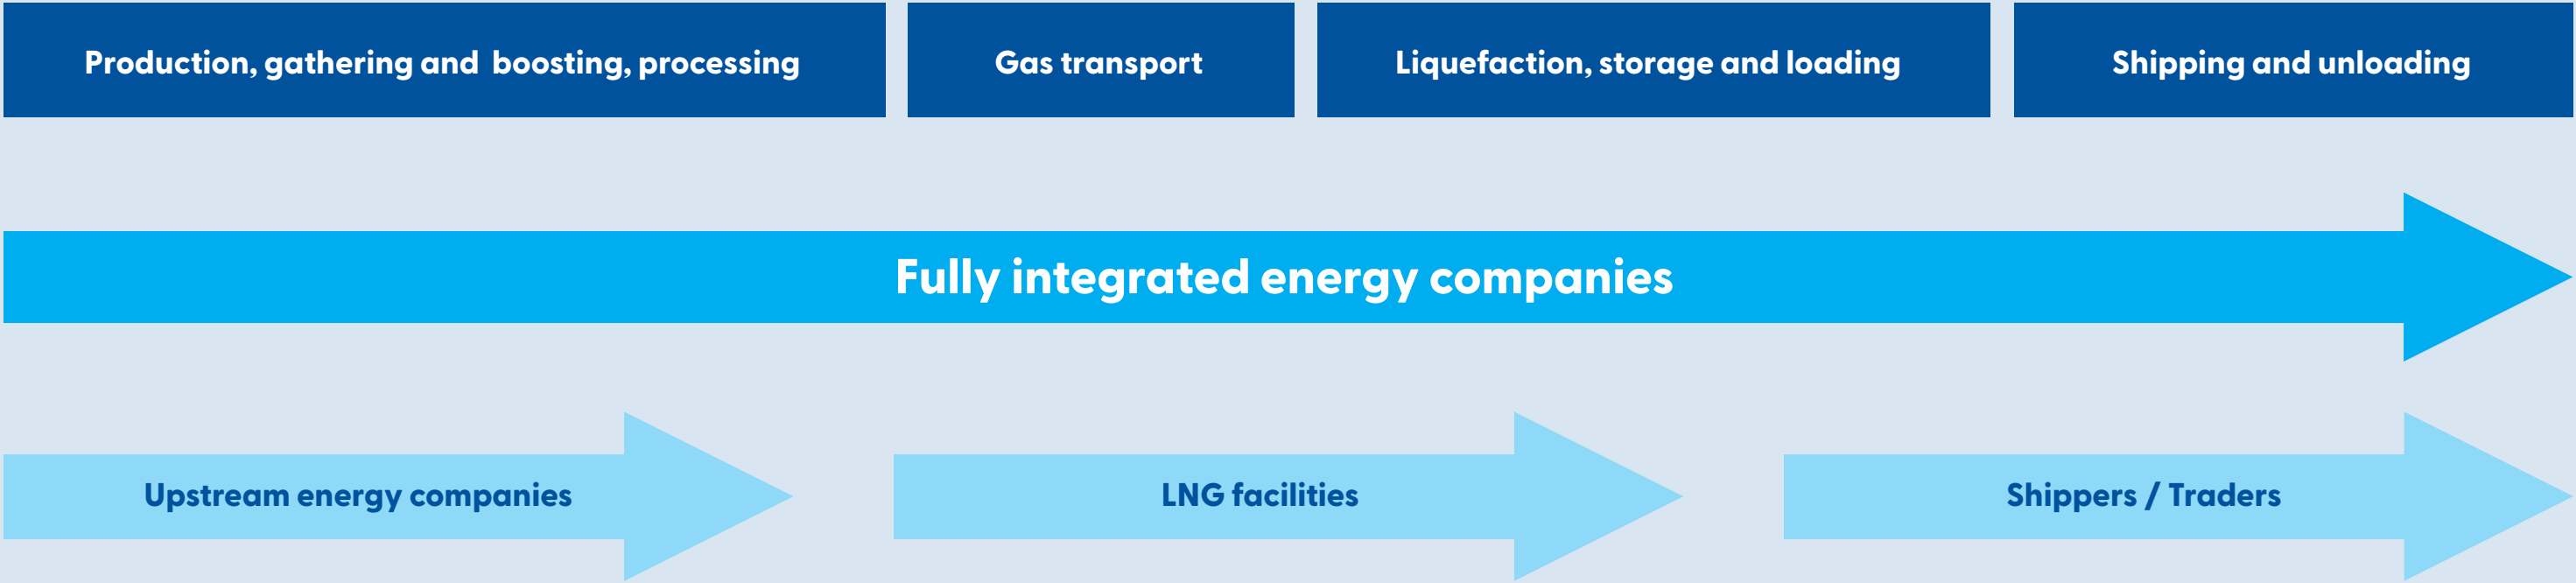 Production, gathering and  boosting, processing
Gas transport
Liquefaction, storage and loading
Shipping and unloading
Fully integrated energy companies
Upstream energy companies
LNG facilities
Shippers / Traders